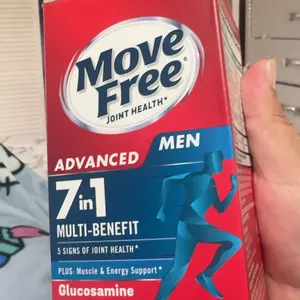 Move
Free®
JOINT HEALTH*
ADVANCED MEN
7in1
MULTI-BENEFIT
5 SIGNS OF JOINT HEALTH*
PLUS: Muscle & Energy Support*
Glucosamine